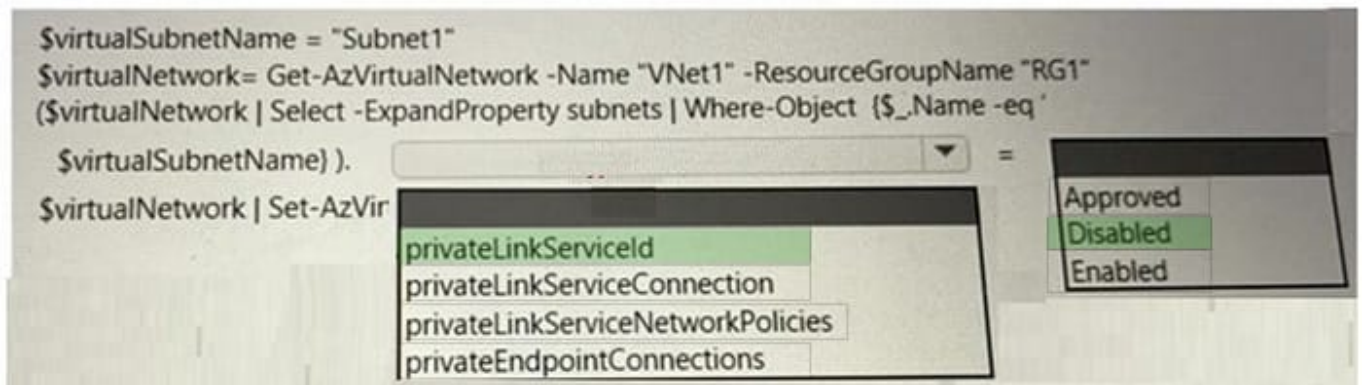 $virtualSubnetName = "Subnet1"
$virtualNetwork= Get-AzVirtualNetwork -Name "VNet1" -ResourceGroupName "RG1"
($virtualNetwork | Select -ExpandProperty subnets | Where-Object {$_.Name -eq '
$virtualSubnetName} ). =
$virtualNetwork | Set-AzVir
privateLinkServiceId
privateLinkServiceConnection
privateLinkServiceNetworkPolicies
privateEndpointConnections
Approved
Disabled
Enabled